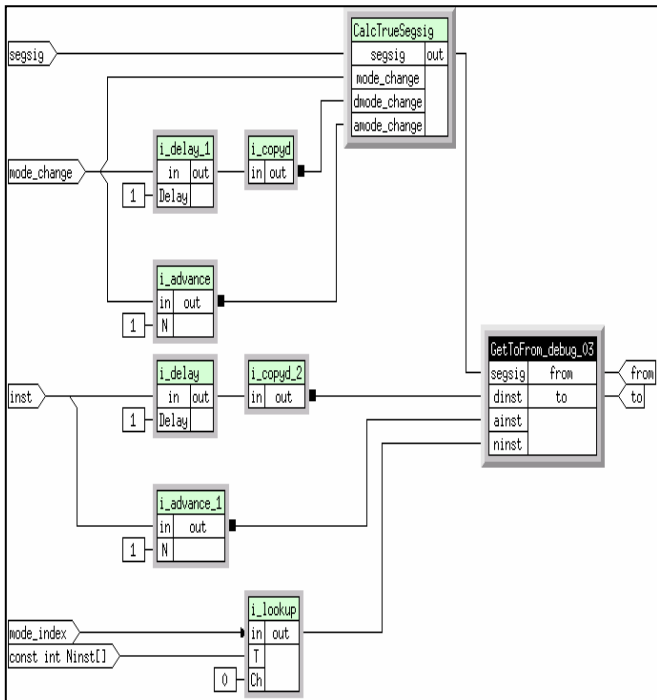 CalcTrueSegsig
segsig
segsig out
mode_change
dmode_change
amode_change
i_delay_1
in out
1 Delay
i_copyd
in out
mode_change
i_advance
in out
1 N
GetToFrom_debug_03
segsig from
dinst to
ainst
ninst
from
to
i_delay
in out
1 Delay
i_copyd_2
in out
inst
i_advance_1
in out
1 N
i_lookup
in out
T
0 Ch
mode_index
const int Ninst[]